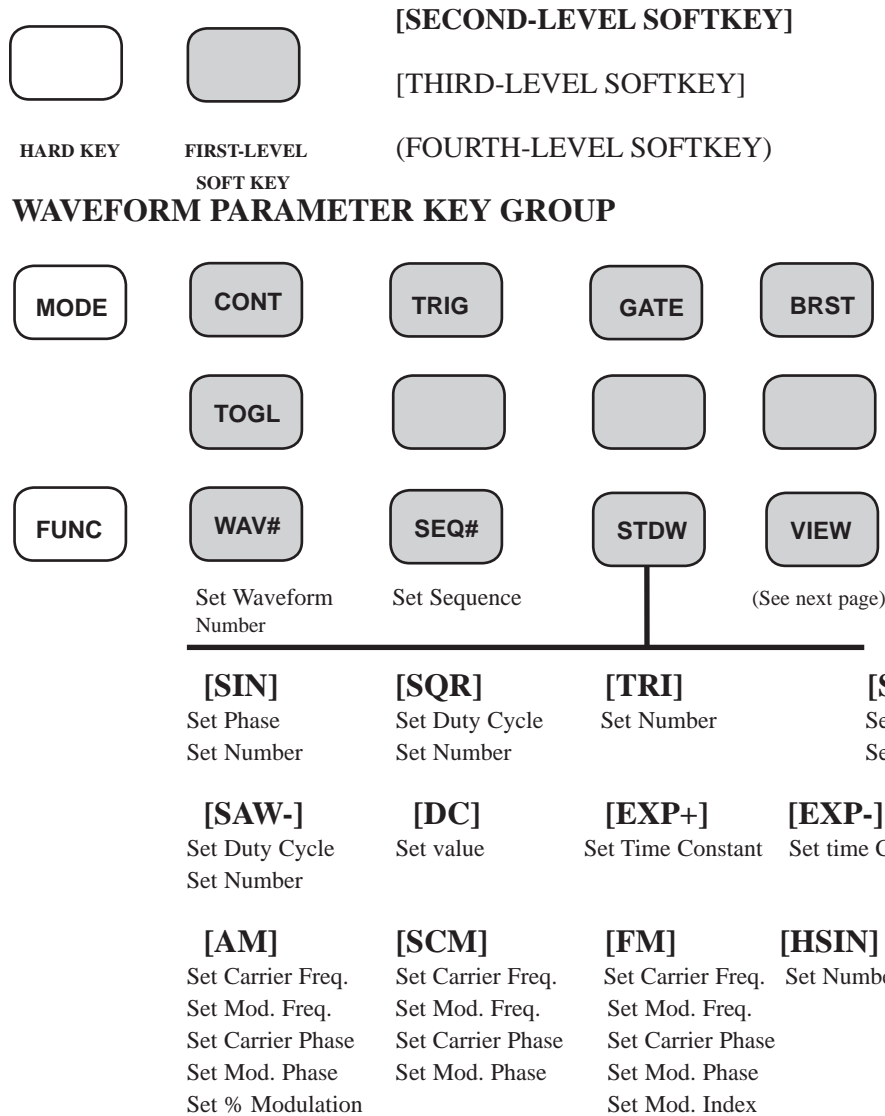 [SECOND-LEVEL SOFTKEY]
[THIRD-LEVEL SOFTKEY]
(FOURTH-LEVEL SOFTKEY)
HARD KEY FIRST-LEVEL
SOFT KEY
WAVEFORM PARAMETER KEY GROUP
MODE CONT TRIG GATE BRST
TOGL
FUNC WAV# SEQ# STDW VIEW
Set Waveform Set Sequence (See next page)
Number
[SIN] [SQR] [TRI]
Set Phase Set Duty Cycle Set Number
Set Number Set Number
[SAW-] [DC] [EXP+] [EXP-]
Set Duty Cycle Set value Set Time Constant Set time
Set Number
[AM] [SCM] [FM] [HSIN]
Set Carrier Freq. Set Carrier Freq. Set Carrier Freq. Set
Set Mod. Freq. Set Mod. Freq. Set Mod. Freq.
Set Carrier Phase Set Carrier Phase Set Carrier Phase
Set Mod. Phase Set Mod. Phase Set Mod. Phase
Set % Modulation Set Mod. Index